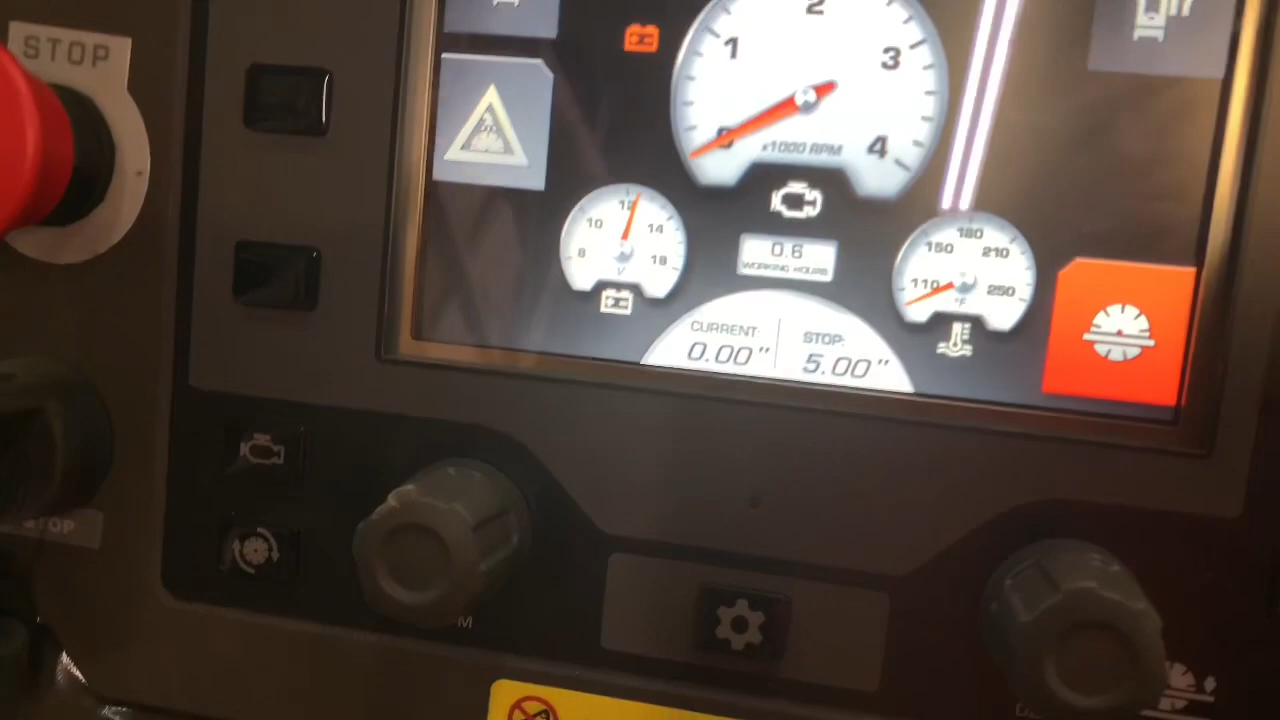 STOP
1
2
3
0
4
x1000 RPM
8
10
12
14
18
V
0.6
WORKING HOURS
110
150
180
210
250
°F
CURRENT:
0.00"
STOP:
5.00"
STOP
M